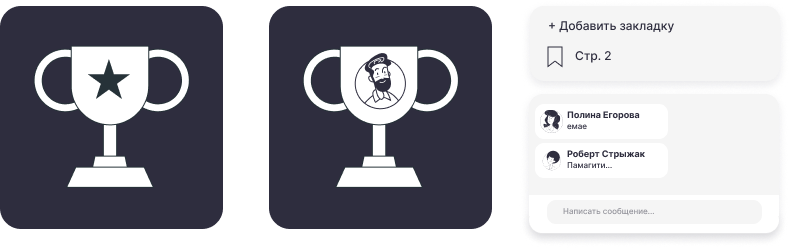 + Добавить закладку
Стр. 2
Полина Егорова
емае
Роберт Стрыжак
Памагити...
Написать сообщение...